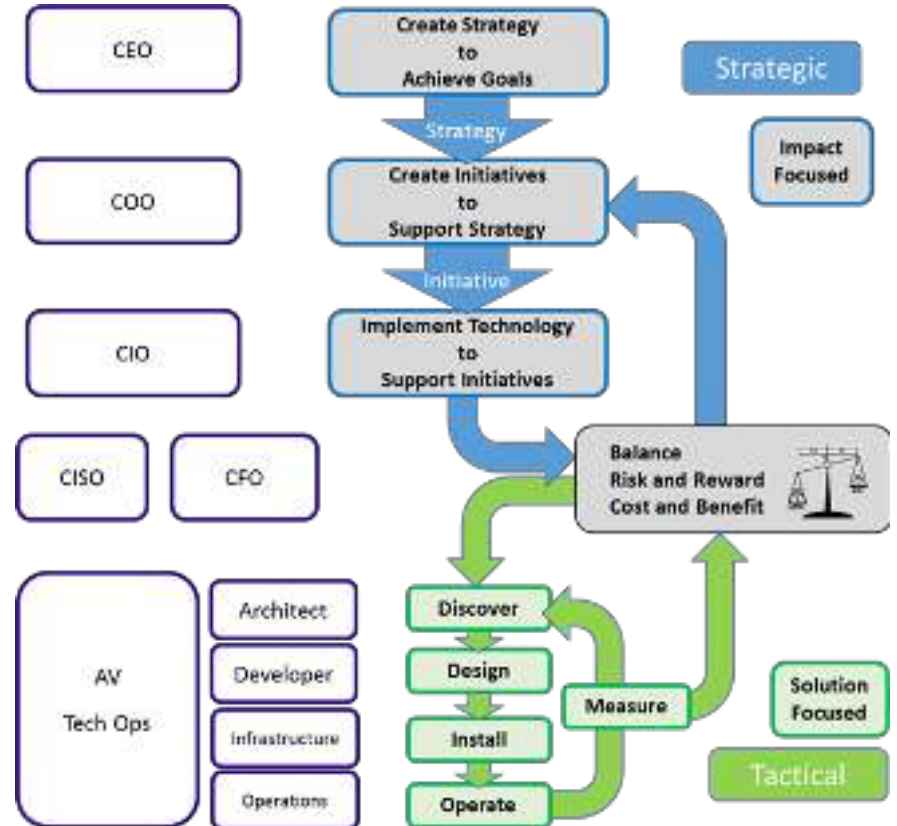 CEO
Create Strategy
to
Achieve Goals
Strategic
Strategy
Impact
Focused
COO
Create Initiatives
to
Support Strategy
Initiative
CIO
Implement Technology
to
Support Initiatives
CISO
CFO
Balance
Risk and Reward
Cost and Benefit
AV
Tech Ops
Architect
Developer
Infrastructure
Operations
Discover
Design
Install
Operate
Measure
Solution
Focused
Tactical